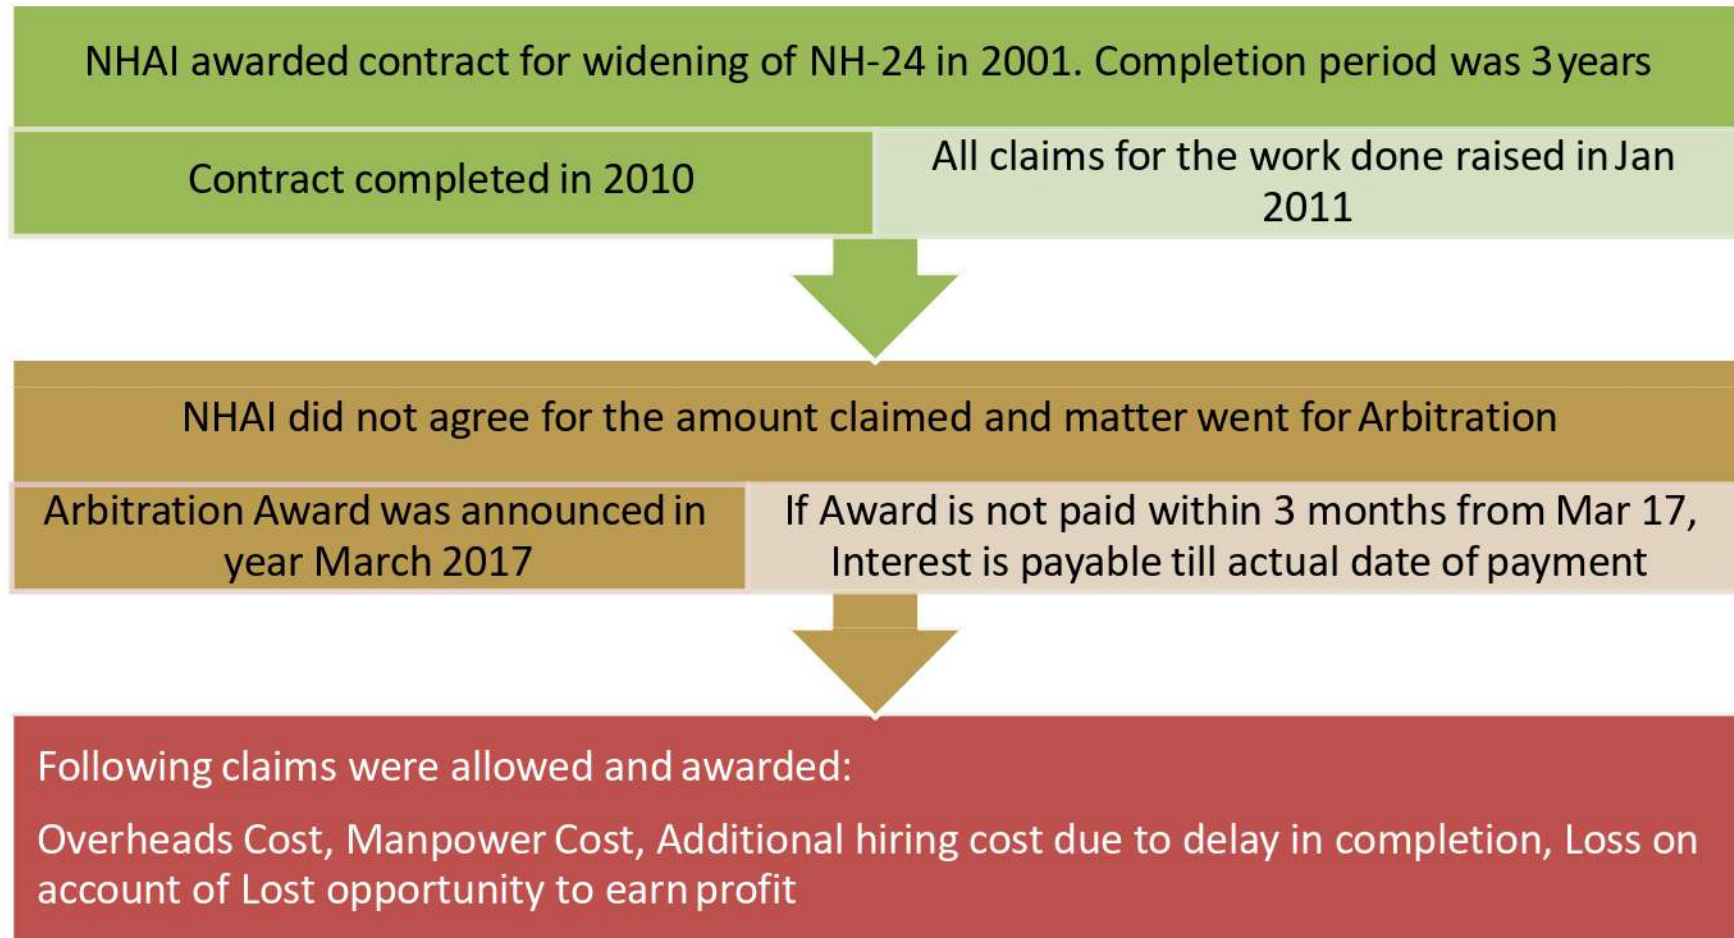 NHAI awarded contract for widening of NH-24 in 2001. Completion period was 3 years
Contract completed in 2010
All claims for the work done raised in Jan
2011
NHAI did not agree for the amount claimed and matter went for Arbitration
Arbitration Award was announced in
year March 2017
If Award is not paid within 3 months from Mar 17,
Interest is payable till actual date of payment
Following claims were allowed and awarded:
Overheads Cost, Manpower Cost, Additional hiring cost due to delay in completion, Loss on
account of Lost opportunity to earn profit